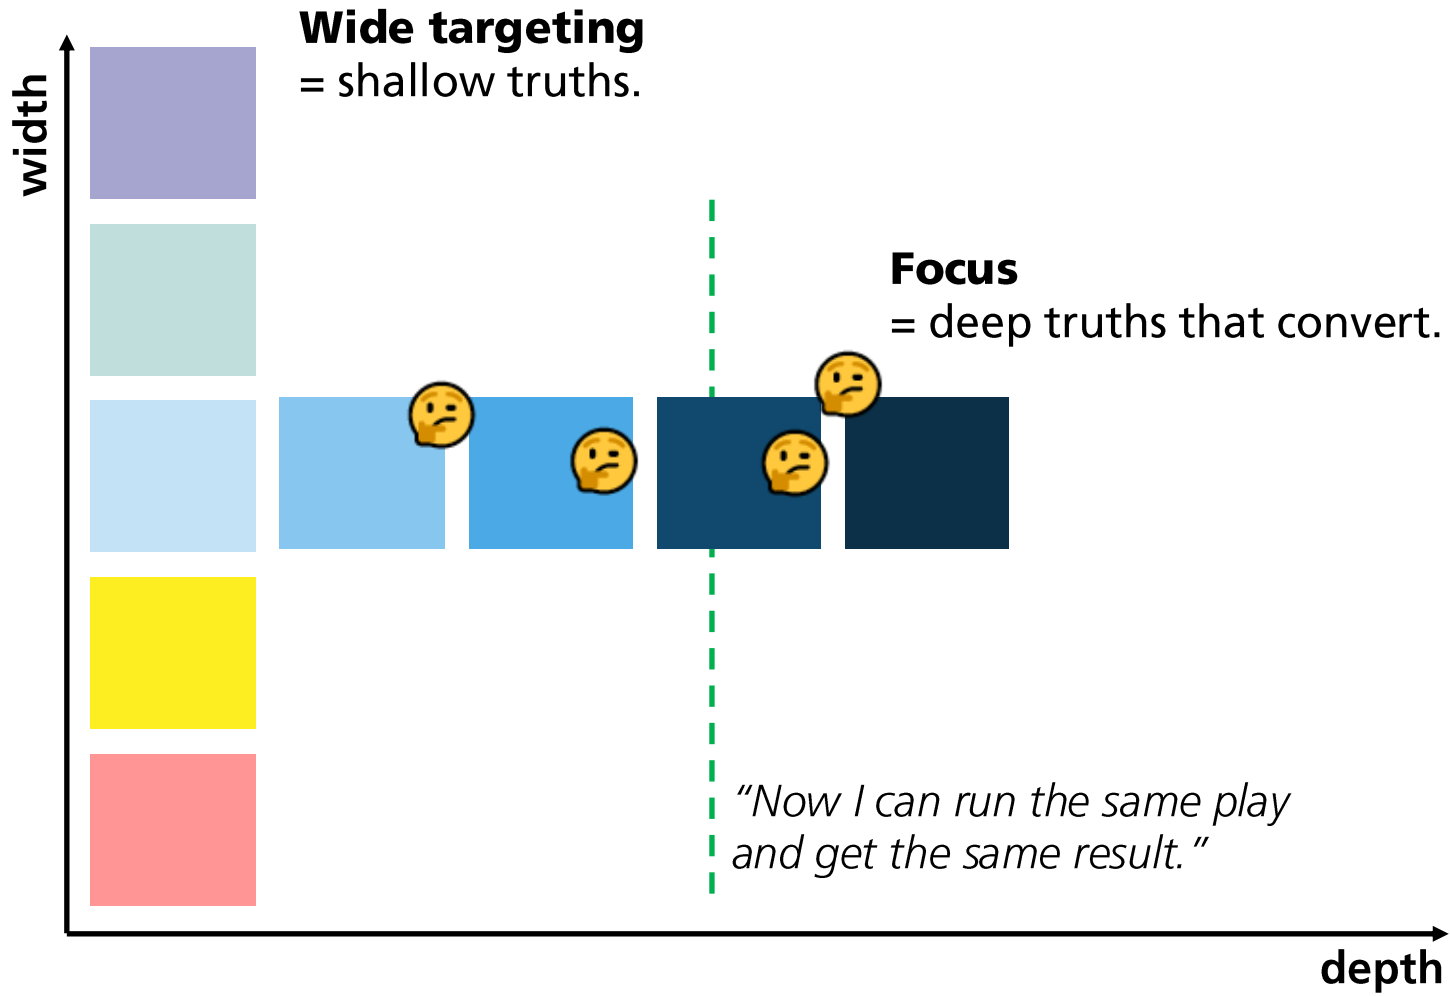 Wide targeting
= shallow truths.
width
Focus
= deep truths that convert.
“Now I can run the same play
and get the same result.”
depth